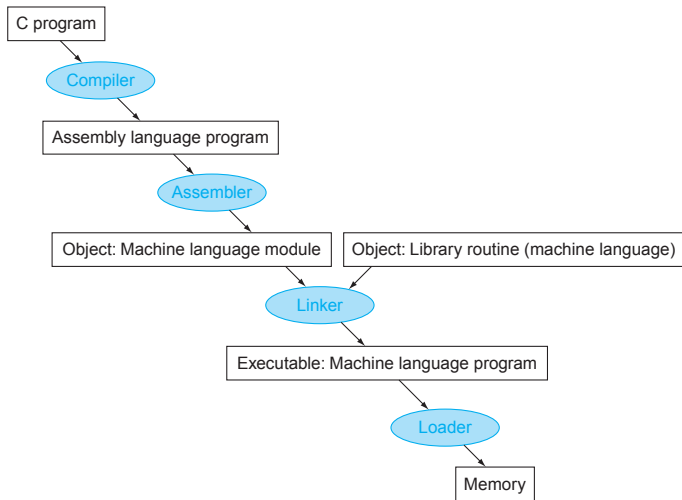 C program
Compiler
Assembly language program
Assembler
Object: Machine language module
Object: Library routine (machine language)
Linker
Executable: Machine language program
Loader
Memory